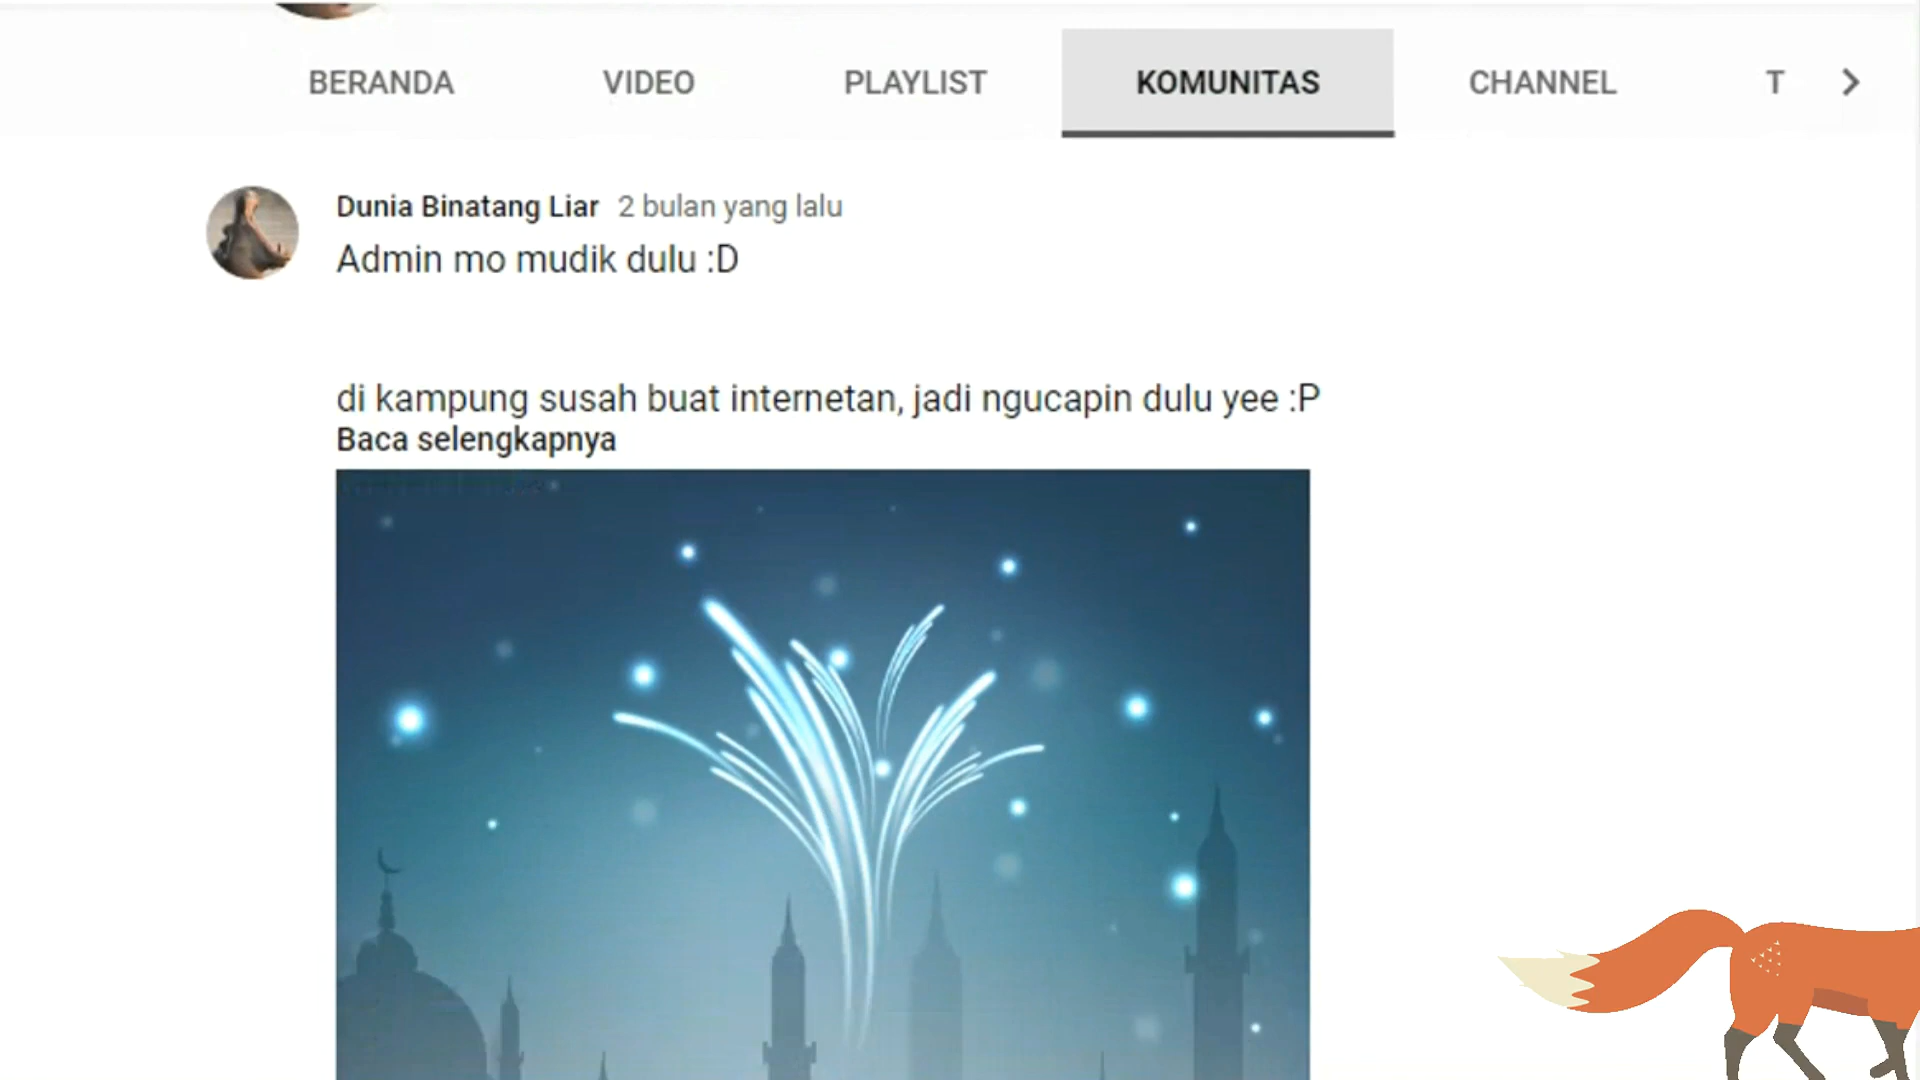 BERANDA VIDEO PLAYLIST KOMUNITAS CHANNEL T
Dunia Binatang Liar 2 bulan yang lalu
Admin mo mudik dulu :D
di kampung susah buat internetan, jadi ngucapin dulu yee :P
Baca selengkapnya